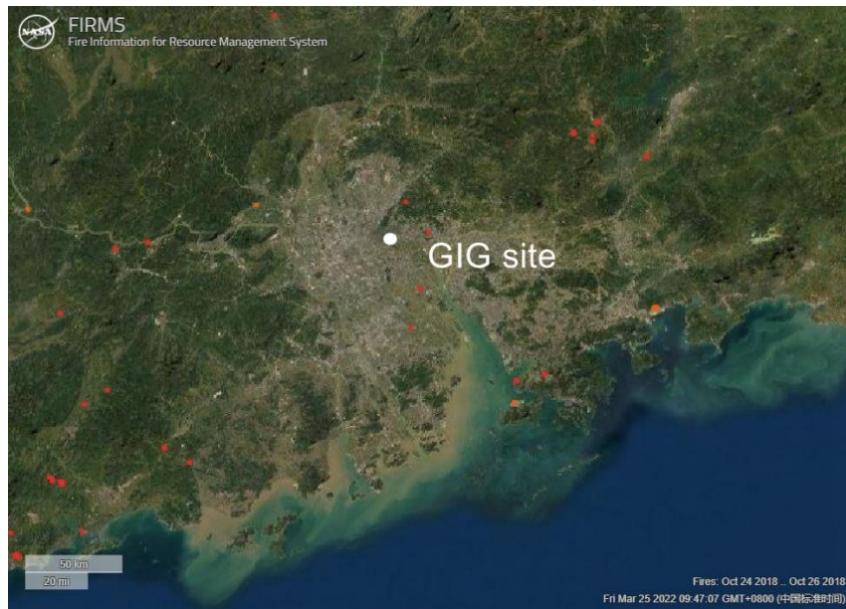 NASA
FIRMS
Fire Information for Resource Management System
GIG site
50 km
20 mi
Fires: Oct 24 2018 .. Oct 26 2018
Fri Mar 25 2022 09:47:07 GMT+0800 (中国标准时间)